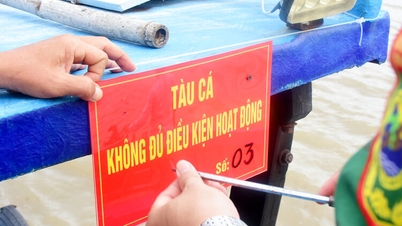 TÀU CÁ
KHÔNG ĐỦ ĐIỀU KIỆN HOẠT ĐỘNG
SỐ: 03